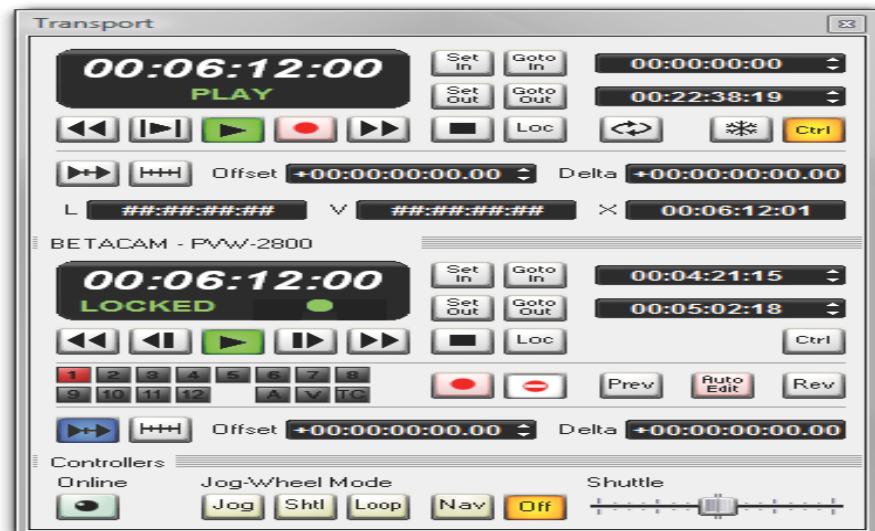 Transport
00:06:12:00
PLAY
Set In Goto In 00:00:00:00
Set Out Goto Out 00:22:38:19
Loc Ctrl
Offset +00:00:00:00.00 Delta +00:00:00:00.00
L ##:##:##:## V ##:##:##:## X 00:06:12:01
BETACAM - PVW-2800
00:06:12:00
LOCKED
Set In Goto In 00:04:21:15
Set Out Goto Out 00:05:02:18
Loc Ctrl
1 2 3 4 5 6 7 8
9 10 11 12 A V TC
Prev Auto Edit Rev
Offset +00:00:00:00.00 Delta +00:00:00:00.00
Controllers
Online Jog-Wheel Mode Shuttle
Jog Shtl Loop Nav Off